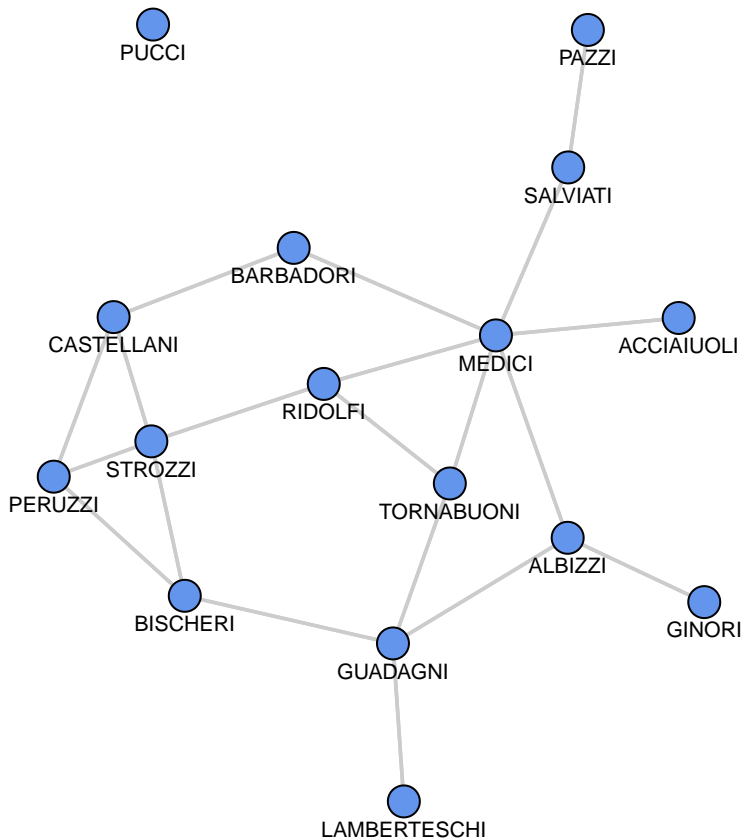 PUCCI
PAZZI
SALVIATI
BARBADORI
CASTELLANI
MEDICI
ACCIAIUOLI
RIDOLFI
STROZZI
PERUZZI
TORNABUONI
ALBIZZI
BISCHERI
GINORI
GUADAGNI
LAMBERTESCHI